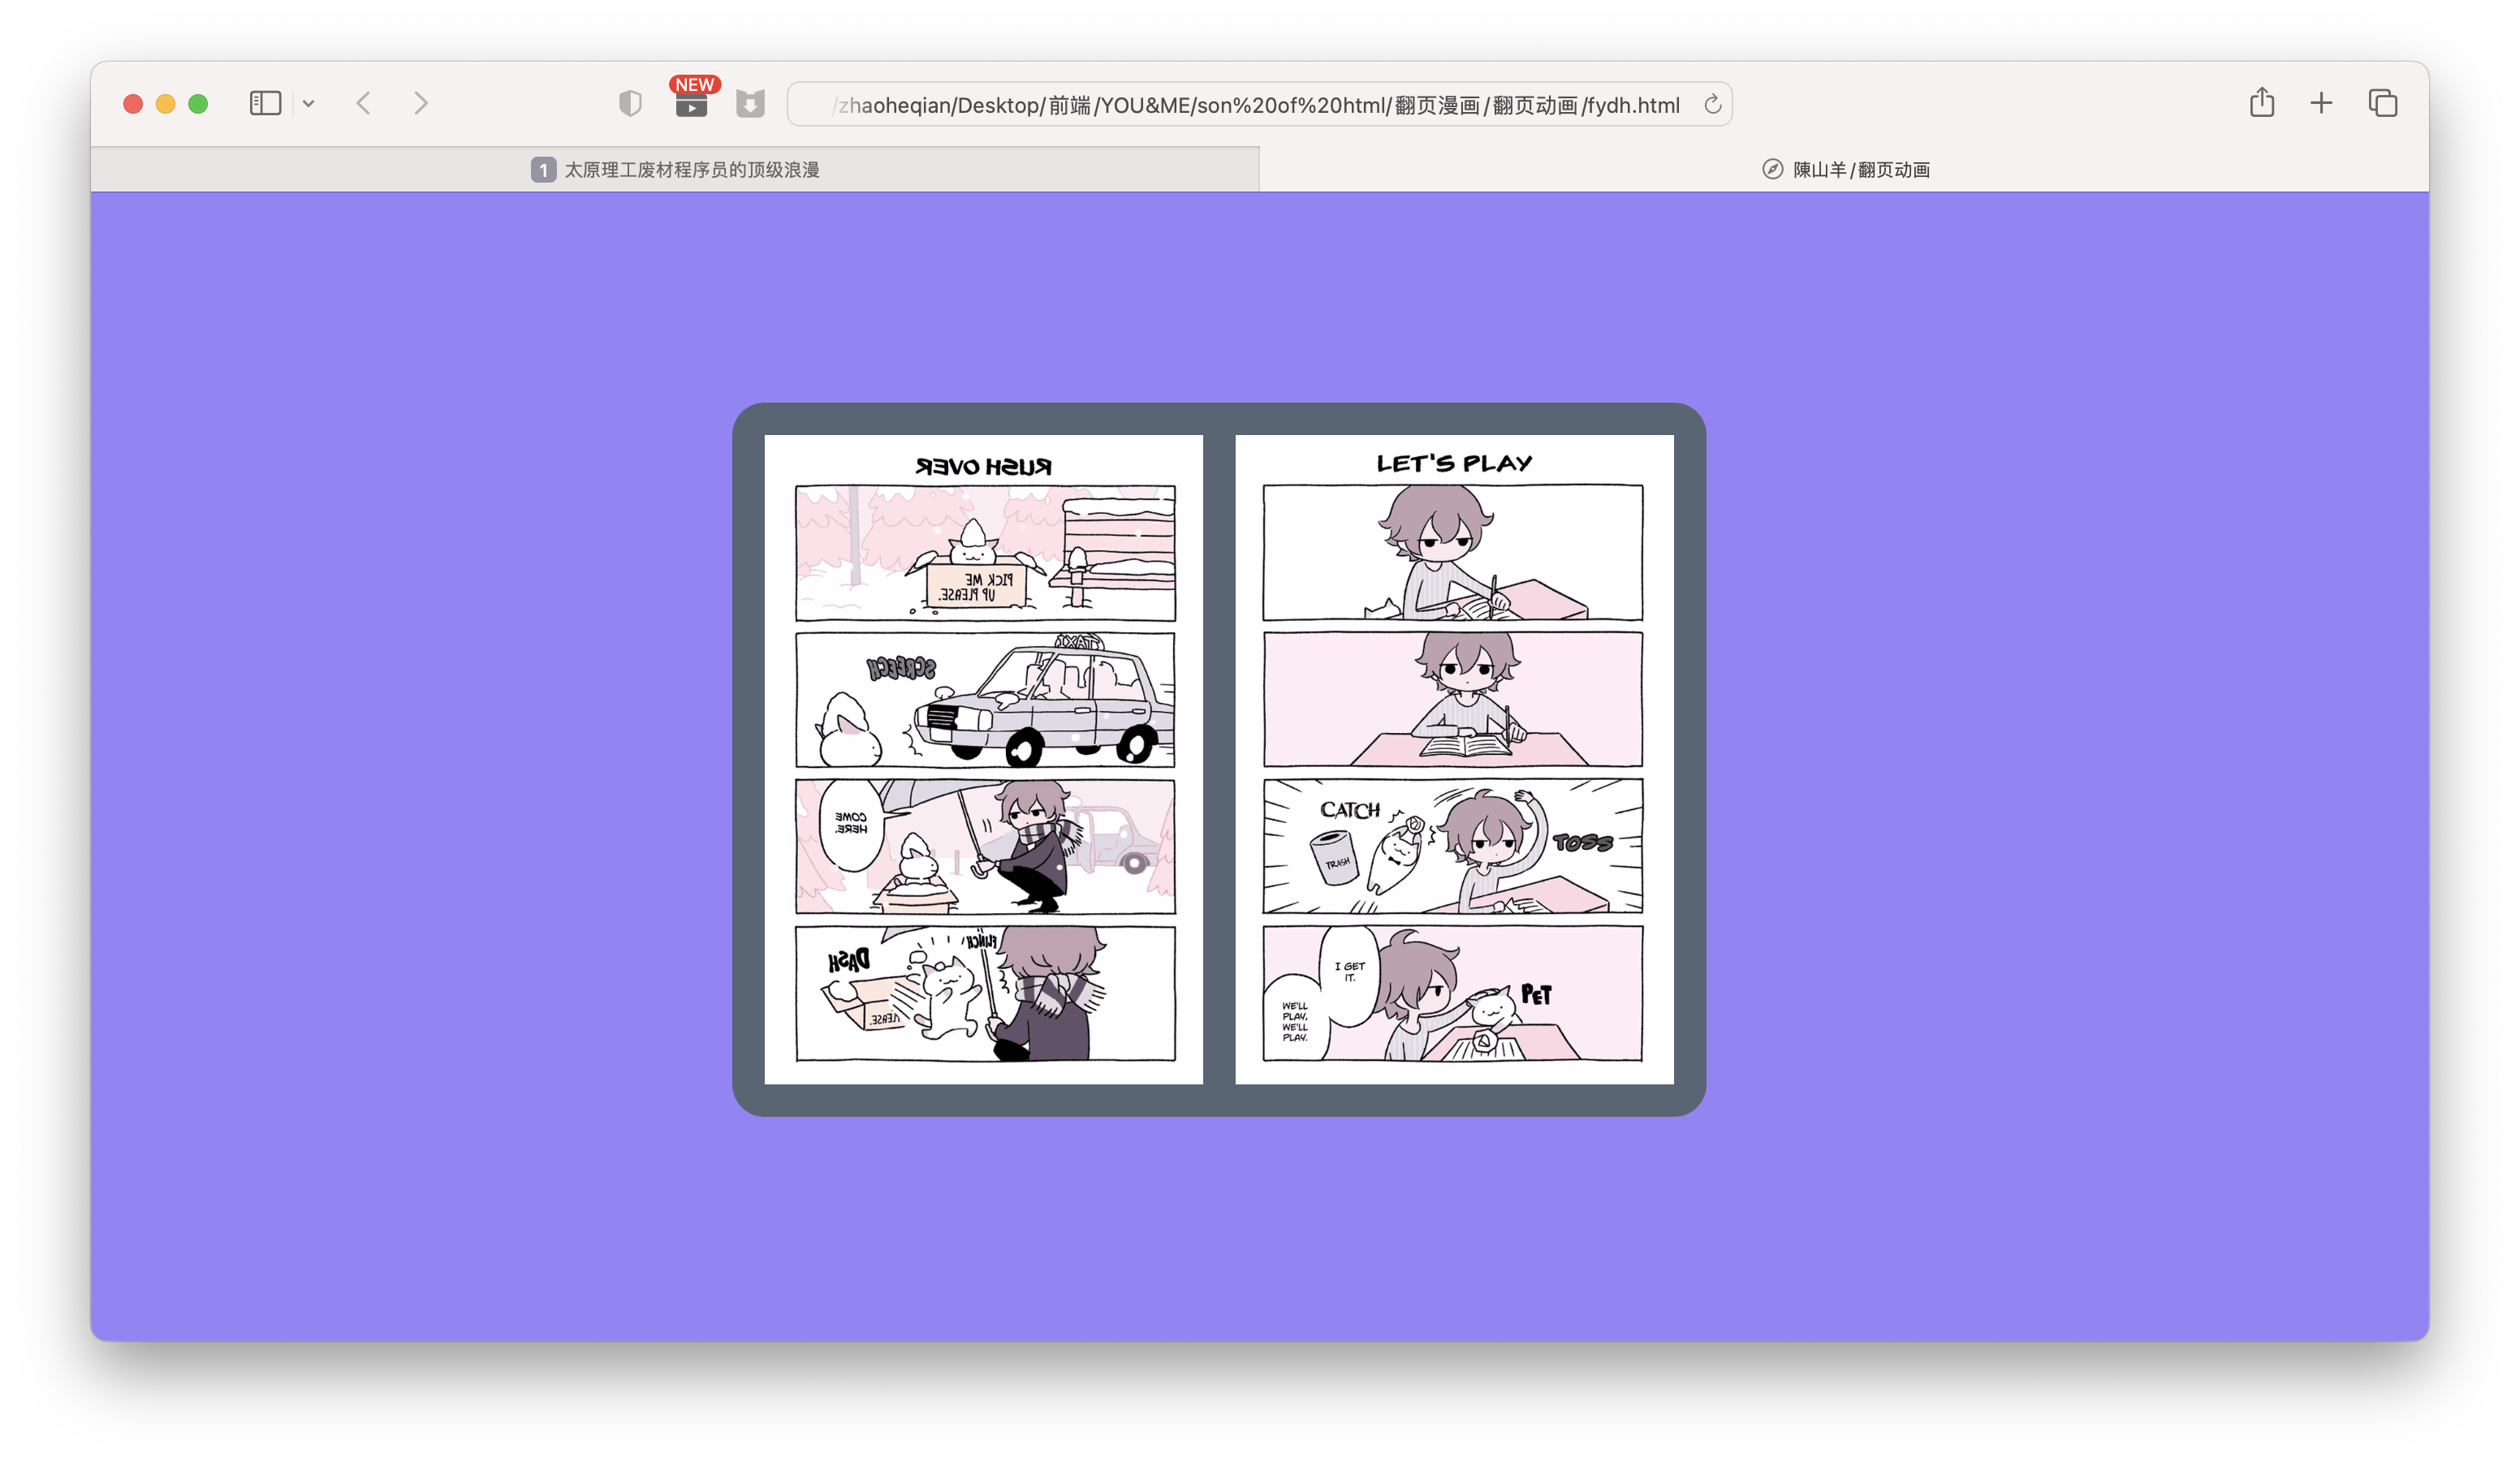 NEW
/zhaoheqian/Desktop/前端/YOU&ME/son%20of%20html/翻页漫画/翻页动画/fydh.html
1 太原理工废材程序员的顶级浪漫
陳山羊/翻页动画
RUSH OVER
PICK ME
UP PLEASE.
TAXI
SCREECH
COME
HERE.
FLINCH
DASH
PLEASE.
LET'S PLAY
CATCH
TRASH
TOSS
I GET
IT.
WE'LL
PLAY,
WE'LL
PLAY.
PET